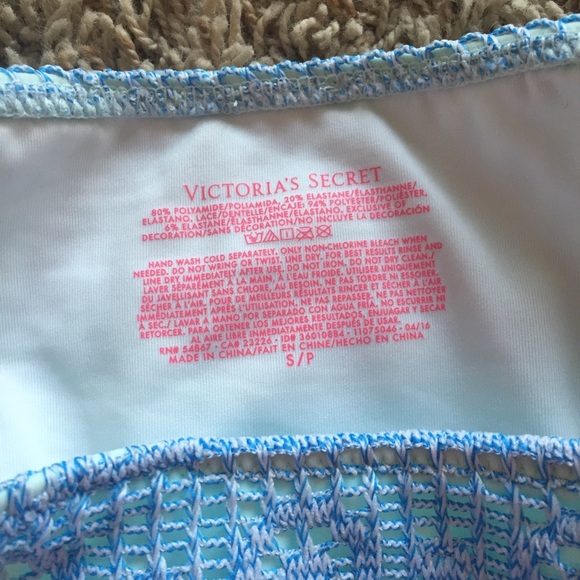 VICTORIA'S SECRET
80% POLYAMIDE/POLIAMIDA, 20% ELASTANE/ÉLASTHANNE/
ELASTANO, LACE/DENTELLE/ENCAJE: 94% POLYESTER/POLIÉSTER,
6% ELASTANE/ÉLASTHANNE/ELASTANO, EXCLUSIVE OF
DECORATION/SANS DÉCORATION/NO INCLUYE LA DECORACIÓN
HAND WASH COLD SEPARATELY. ONLY NON-CHLORINE BLEACH WHEN
NEEDED. DO NOT WRING OR TWIST. LINE DRY. FOR BEST RESULTS RINSE AND
LINE DRY IMMEDIATELY AFTER USE. DO NOT IRON. DO NOT DRY CLEAN./
LAVER SÉPARÉMENT À LA MAIN, À L'EAU FROIDE. UTILISER UNIQUEMENT
DU JAVELLISANT SANS CHLORE, AU BESOIN. NE PAS TORDRE NI ESSORER.
SÉCHER À L'AIR. POUR DE MEILLEURS RÉSULTATS RINCER ET SÉCHER À L'AIR
IMMÉDIATEMENT APRÈS L'UTILISATION. NE PAS REPASSER. NE PAS NETTOYER
À SEC./ LAVAR A MANO POR SEPARADO CON AGUA FRÍA. NO ESCURRIR NI
RETORCER. PARA OBTENER LOS MEJORES RESULTADOS, ENJUAGAR Y SECAR
AL AIRE LIBRE INMEDIATAMENTE DESPUÉS DE USAR.
RN# 54867 • CA# 23226 • ID# 36010884 • 11075046 • 04/16
MADE IN CHINA/FAIT EN CHINE/HECHO EN CHINA
S/P